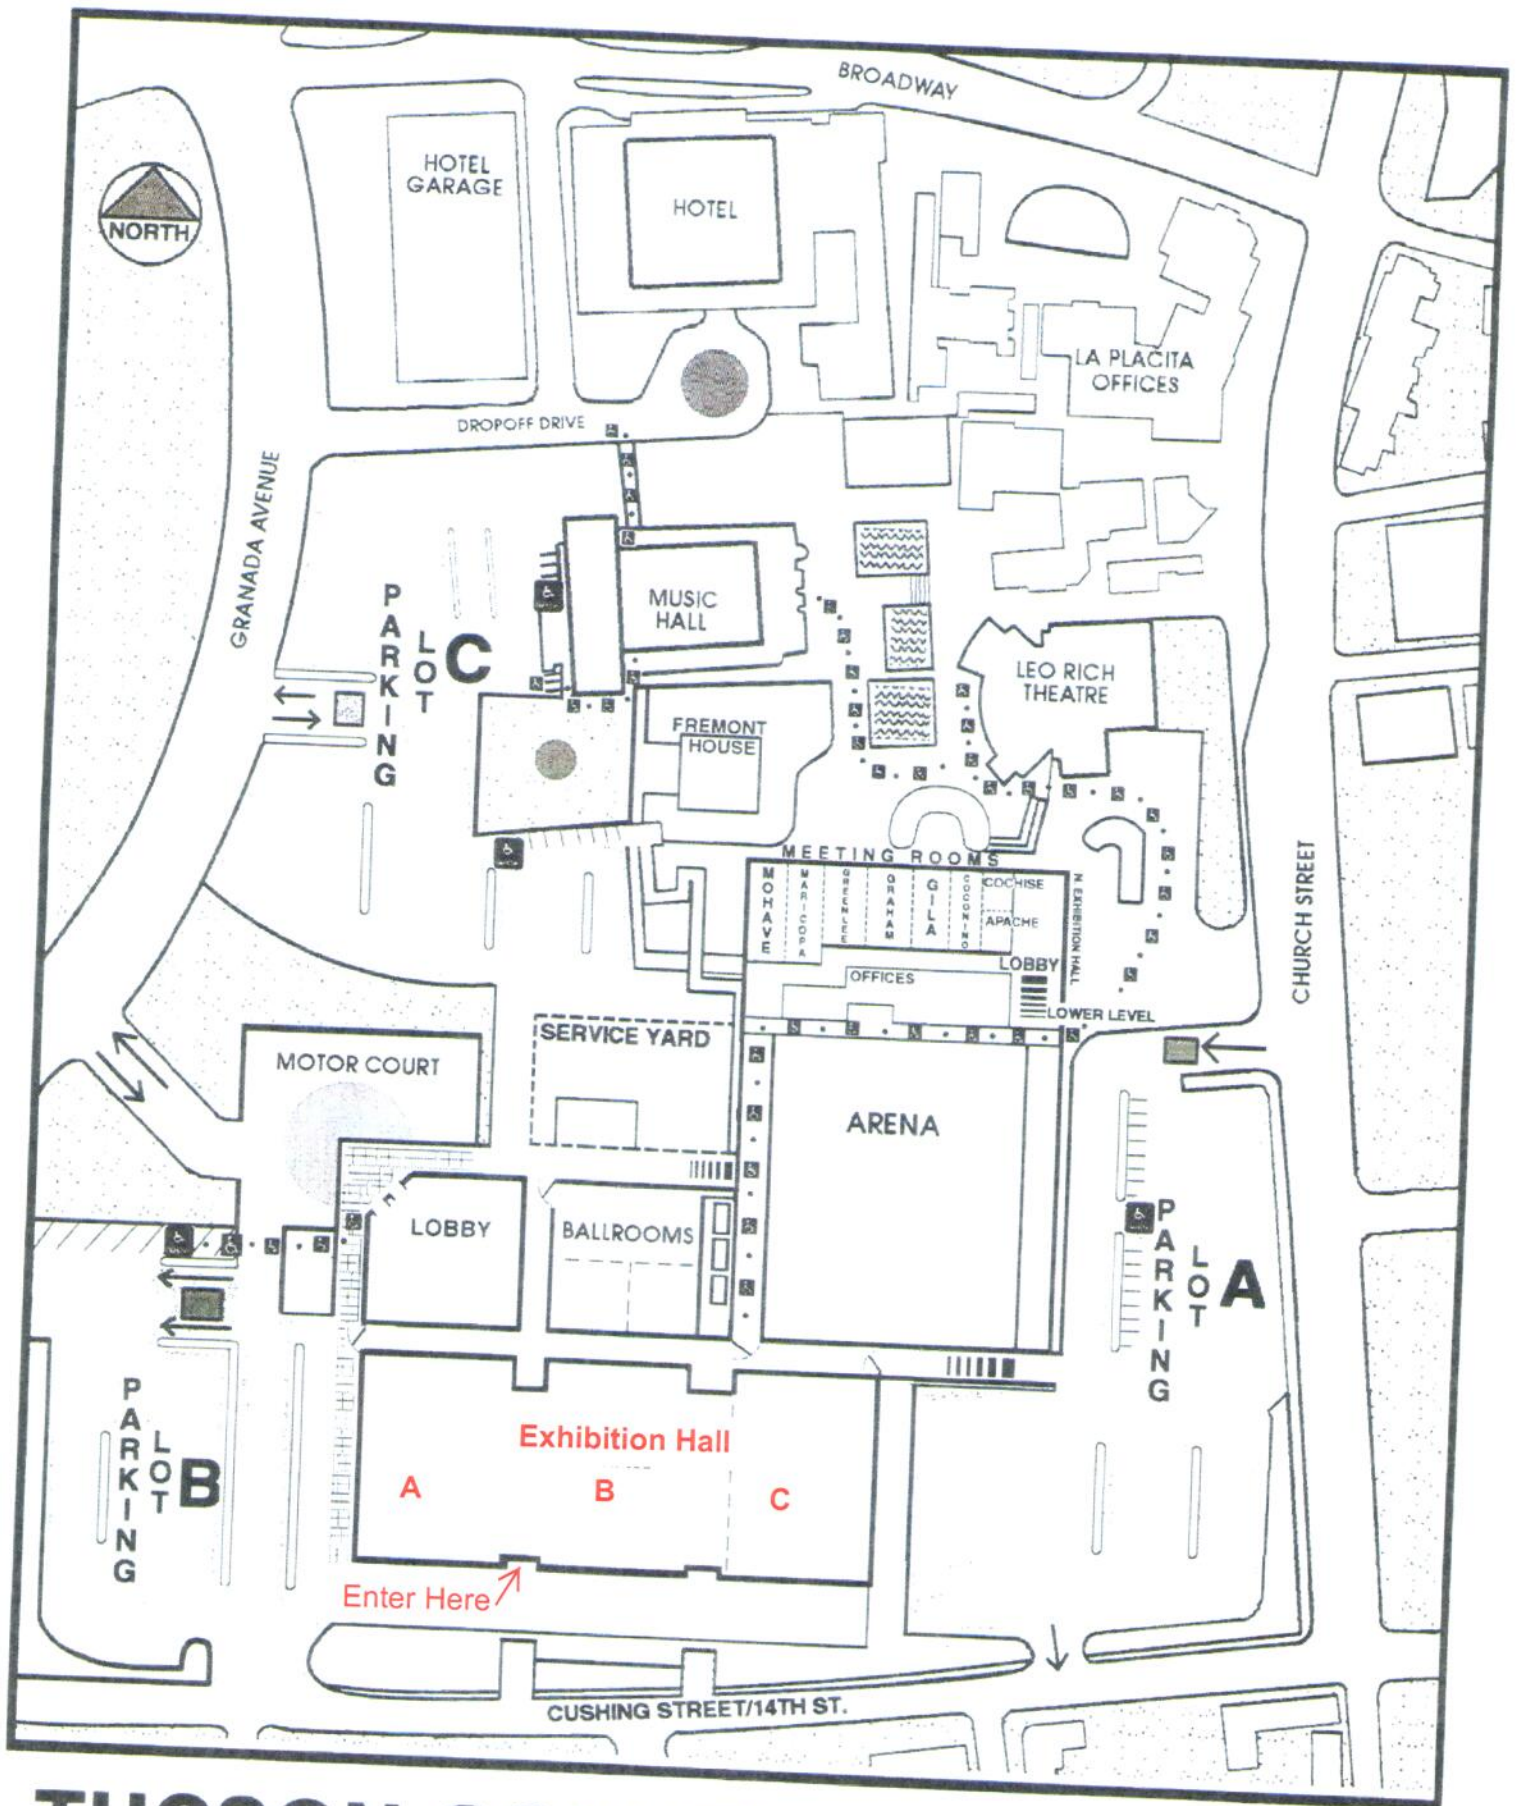 BROADWAY
HOTEL
GARAGE
HOTEL
NORTH
LA PLACITA
OFFICES
DROPOFF DRIVE
GRANADA AVENUE
PARKING
LOT
C
MUSIC
HALL
LEO RICH
THEATRE
FREMONT
HOUSE
MEETING ROOMS
MOHAVE
MARICOPA
GREENLEE
GRAHAM
GILA
COCONINO
COCHISE
APACHE
N EXHIBITION HALL
LOBBY
OFFICES
LOWER LEVEL
CHURCH STREET
SERVICE YARD
MOTOR COURT
ARENA
LOBBY
BALLROOMS
PARKING
LOT
A
PARKING
LOT
B
Exhibition Hall
A
B
C
Enter Here
CUSHING STREET/14TH ST.